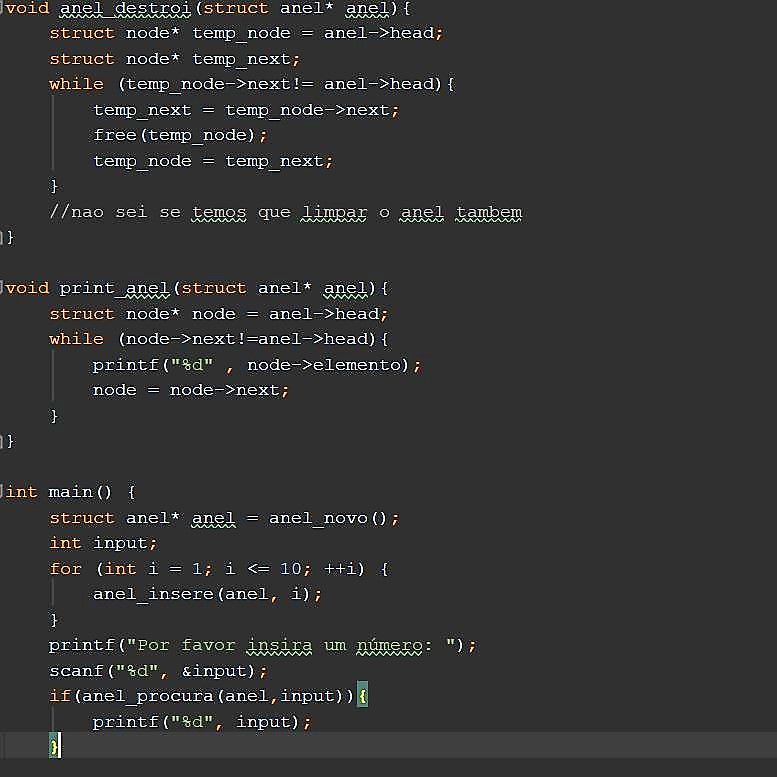 void anel_destroi(struct anel* anel){
    struct node* temp_node = anel->head;
    struct node* temp_next;
    while (temp_node->next!= anel->head){
        temp_next = temp_node->next;
        free(temp_node);
        temp_node = temp_next;
    }
    //nao sei se temos que limpar o anel tambem
}
void print_anel(struct anel* anel){
    struct node* node = anel->head;
    while (node->next!=anel->head){
        printf("%d" , node->elemento);
        node = node->next;
    }
}
int main() {
    struct anel* anel = anel_novo();
    int input;
    for (int i = 1; i <= 10; ++i) {
        anel_insere(anel, i);
    }
    printf("Por favor insira um número: ");
    scanf("%d", &input);
    if(anel_procura(anel,input)){
        printf("%d", input);
    }